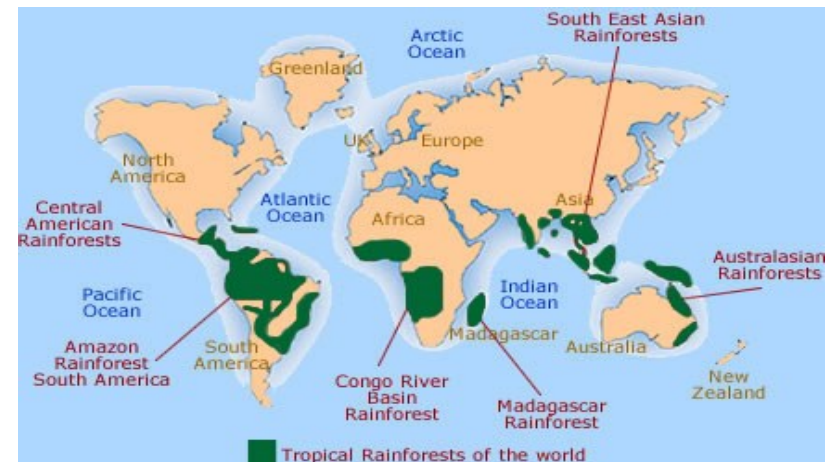 South East Asian
Rainforests
Arctic
Ocean
Greenland
UK
Europe
North
America
Asia
Atlantic
Ocean
Central
American
Rainforests
Africa
Australasian
Rainforests
Pacific
Ocean
Indian
Ocean
Madagascar
Australia
Amazon
Rainforest
South America
South
America
New
Zealand
Congo River
Basin
Rainforest
Madagascar
Rainforest
Tropical Rainforests of the world